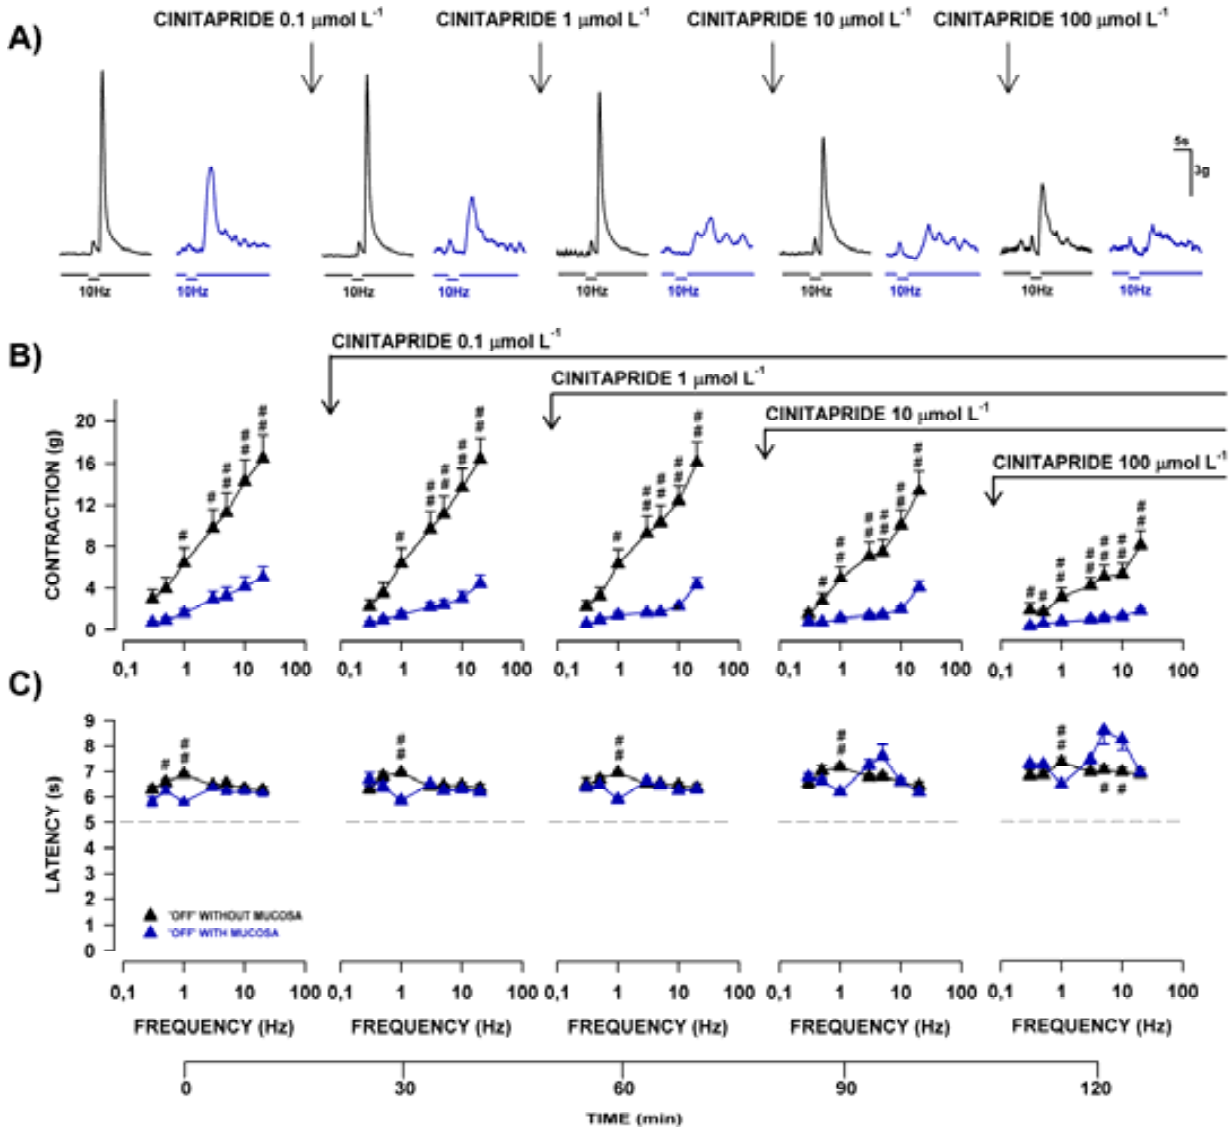 A)
CINITAPRIDE 0.1 µmol L⁻¹ CINITAPRIDE 1 µmol L⁻¹ CINITAPRIDE 10 µmol L⁻¹ CINITAPRIDE 100 µmol L⁻¹
5s
3g
10Hz 10Hz 10Hz 10Hz 10Hz 10Hz 10Hz 10Hz 10Hz 10Hz
B)
CINITAPRIDE 0.1 µmol L⁻¹
CINITAPRIDE 1 µmol L⁻¹
CINITAPRIDE 10 µmol L⁻¹
CINITAPRIDE 100 µmol L⁻¹
CONTRACTION (g)
20
16
12
8
4
0
# # # # # # # # #
# # # # # # # # #
# # # # # # # # #
# # # # # # # # # # #
# # # # # # # # # # # #
0,1 1 10 100 0,1 1 10 100 0,1 1 10 100 0,1 1 10 100 0,1 1 10 100
C)
LATENCY (s)
9
8
7
6
5
4
3
2
1
0
# # #
# #
# #
# #
# # # #
'OFF' WITHOUT MUCOSA
'OFF' WITH MUCOSA
0,1 1 10 100 0,1 1 10 100 0,1 1 10 100 0,1 1 10 100 0,1 1 10 100
FREQUENCY (Hz) FREQUENCY (Hz) FREQUENCY (Hz) FREQUENCY (Hz) FREQUENCY (Hz)
0 30 60 90 120
TIME (min)